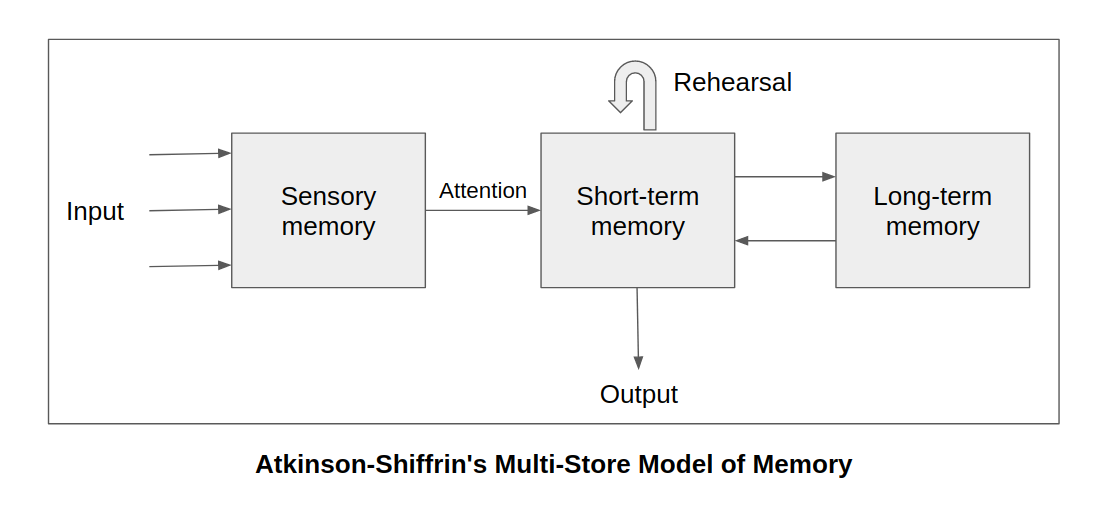 Rehearsal
Input
Sensory
memory
Attention
Short-term
memory
Long-term
memory
Output
Atkinson-Shiffrin's Multi-Store Model of Memory